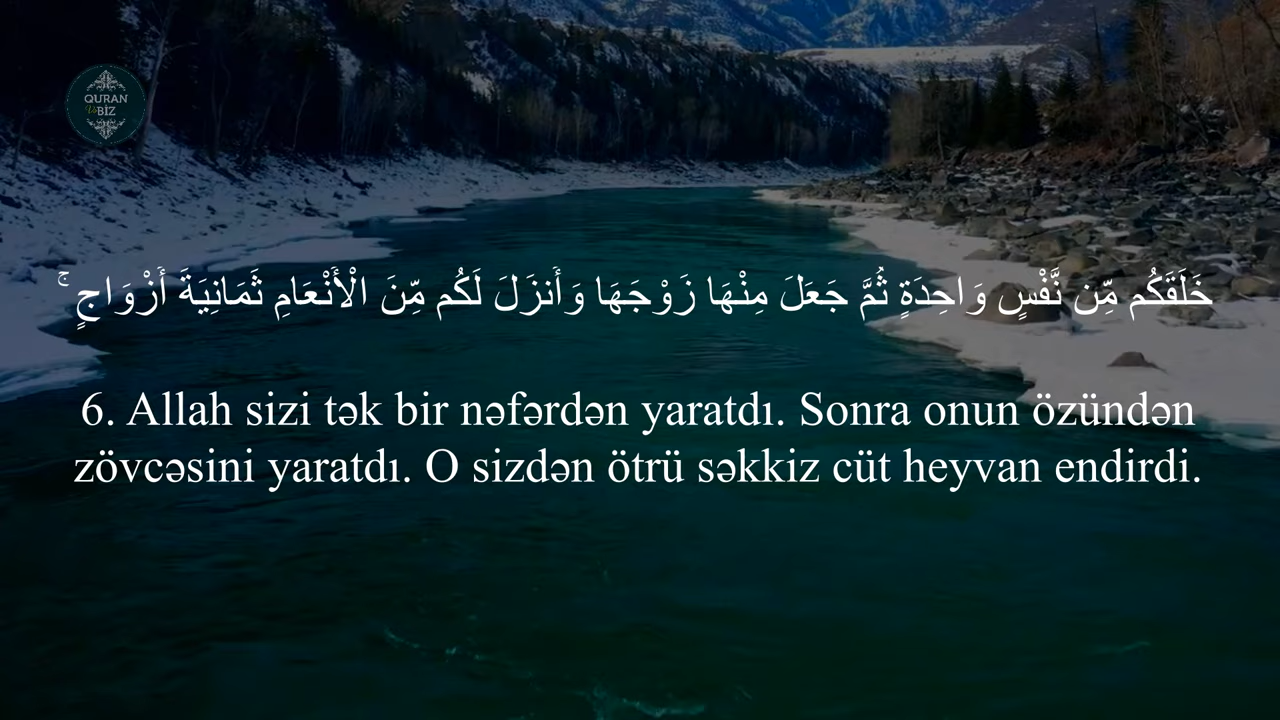 QURAN
Və BİZ
خَلَقَكُم مِّن نَّفْسٍ وَاحِدَةٍ ثُمَّ جَعَلَ مِنْهَا زَوْجَهَا وَأَنزَلَ لَكُم مِّنَ الْأَنْعَامِ ثَمَانِيَةَ أَزْوَاجٍ ۚ
6. Allah sizi tək bir nəfərdən yaratdı. Sonra onun özündən
zövcəsini yaratdı. O sizdən ötrü səkkiz cüt heyvan endirdi.